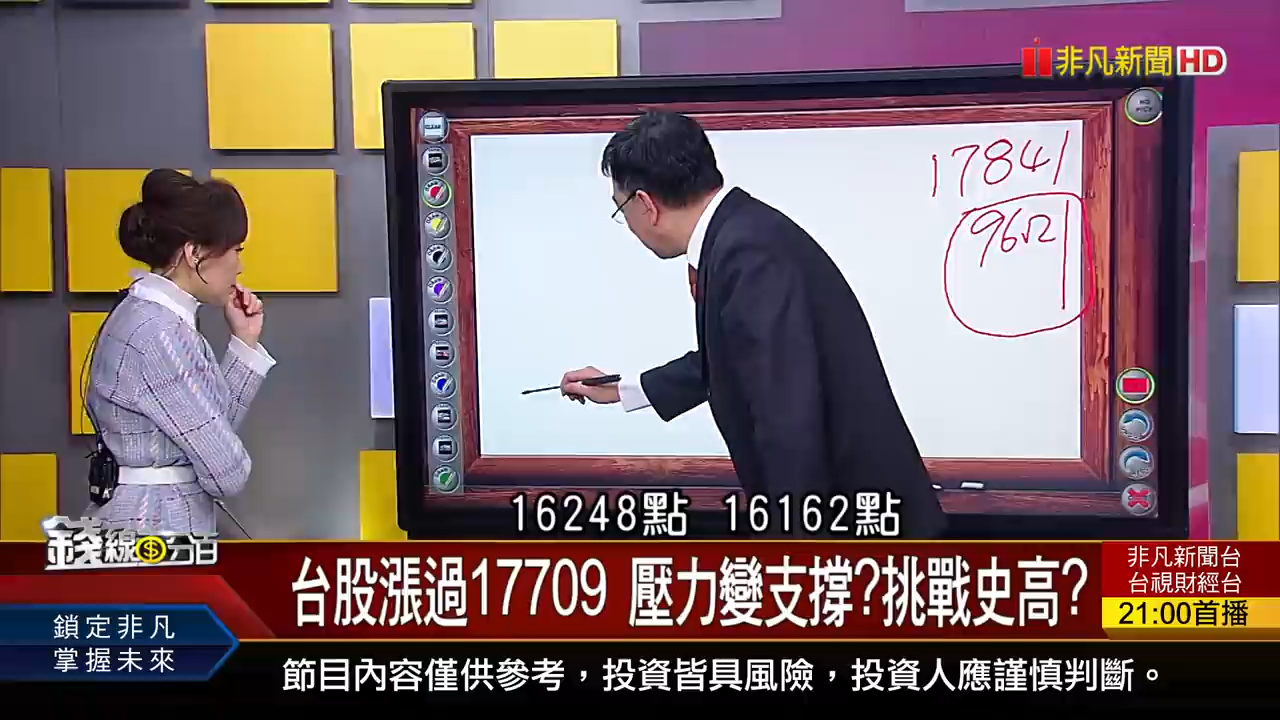 非凡新聞HD
17841
16248點 16162點
錢線百分百
台股漲過17709 壓力變支撐?挑戰史高?
非凡新聞台
台視財經台
21:00首播
鎖定非凡
掌握未來
節目內容僅供參考，投資皆具風險，投資人應謹慎判斷。